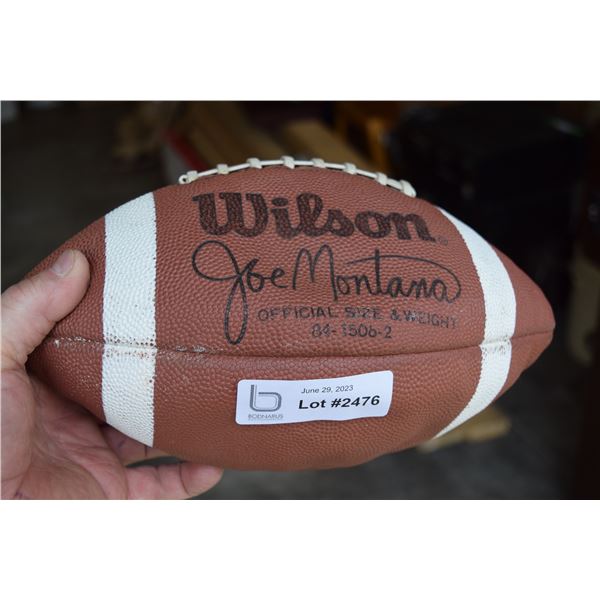 Wilson®
Joe Montana
OFFICIAL SIZE & WEIGHT
84-1506-2
June 29, 2023
Lot #2476
b
BODNARUS